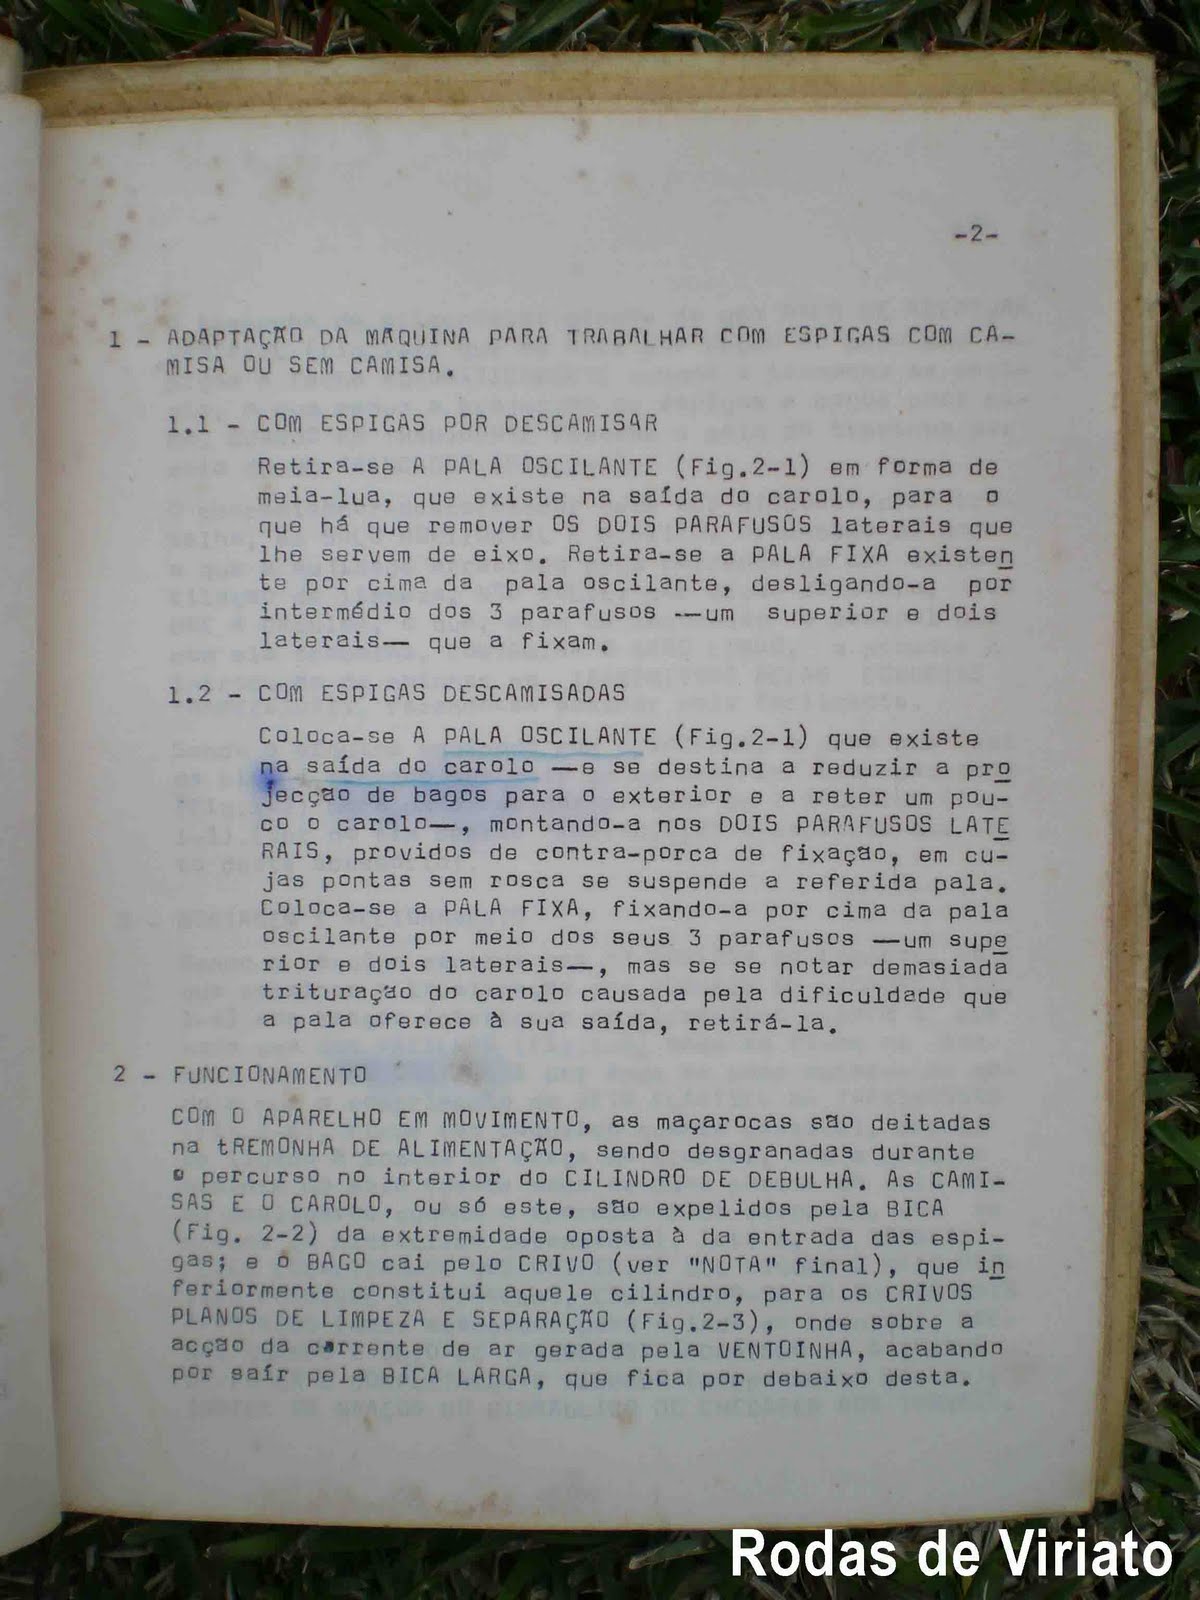 -2-
1 - ADAPTAÇÃO DA MAQUINA PARA TRABALHAR COM ESPIGAS COM CA-
MISA OU SEM CAMISA.
1.1 - COM ESPIGAS POR DESCAMISAR
Retira-se A PALA OSCILANTE (Fig.2-1) em forma de
meia-lua, que existe na saída do carolo, para o
que há que remover OS DOIS PARAFUSOS laterais que
lhe servem de eixo. Retira-se a PALA FIXA existen
te por cima da pala oscilante, desligando-a por
intermédio dos 3 parafusos —um superior e dois
laterais— que a fixam.
1.2 - COM ESPIGAS DESCAMISADAS
Coloca-se A PALA OSCILANTE (Fig.2-1) que existe
na saída do carolo —e se destina a reduzir a pro
jecção de bagos para o exterior e a reter um pou-
co o carolo—, montando-a nos DOIS PARAFUSOS LATE
RAIS, providos de contra-porca de fixação, em cu-
jas pontas sem rosca se suspende a referida pala.
Coloca-se a PALA FIXA, fixando-a por cima da pala
oscilante por meio dos seus 3 parafusos —um supe
rior e dois laterais—, mas se se notar demasiada
trituração do carolo causada pela dificuldade que
a pala oferece à sua saída, retirá-la.
2 - FUNCIONAMENTO
COM O APARELHO EM MOVIMENTO, as maçarocas são deitadas
na tREMONHA DE ALIMENTAÇÃO, sendo desgranadas durante
o percurso no interior do CILINDRO DE DEBULHA. As CAMI-
SAS E O CAROLO, ou só este, são expelidos pela BICA
(Fig. 2-2) da extremidade oposta à da entrada das espi-
gas; e o BAGO cai pelo CRIVO (ver "NOTA" final), que in
feriormente constitui aquele cilindro, para os CRIVOS
PLANOS DE LIMPEZA E SEPARAÇÃO (Fig.2-3), onde sobre a
acção da corrente de ar gerada pela VENTOINHA, acabando
por saír pela BICA LARGA, que fica por debaixo desta.
Rodas de Viriato